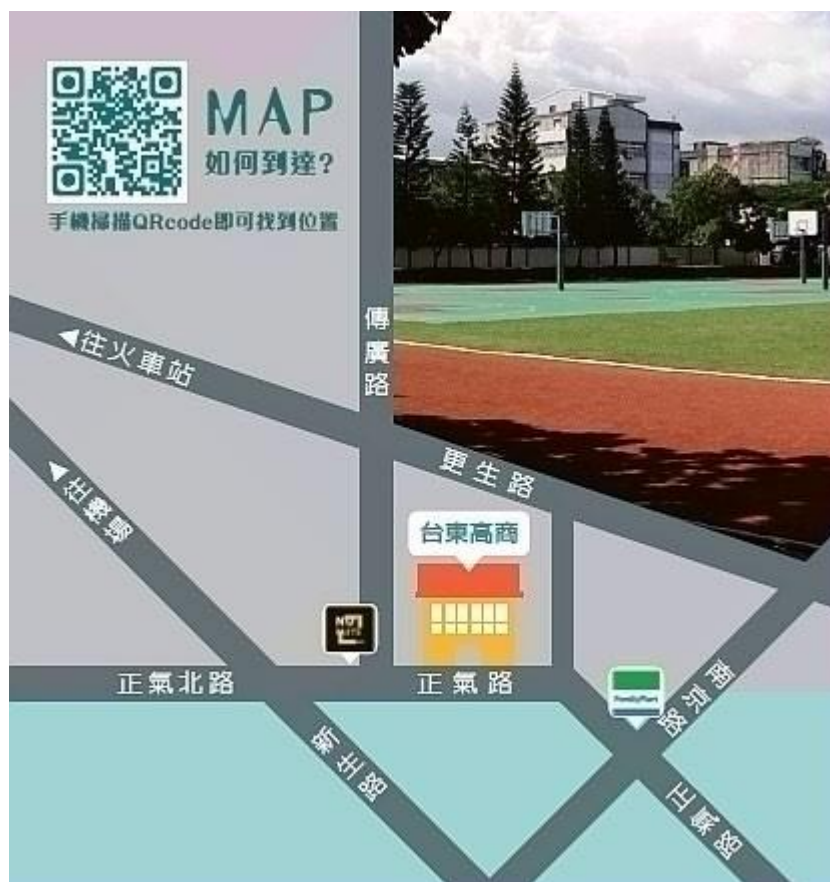 MAP
如何到達?
手機掃描QRcode即可找到位置
傳廣路
◀往火車站
更生路
◀往機場
台東高商
正氣北路
正氣路
FamilyMart
南京路
新生路
正氣路